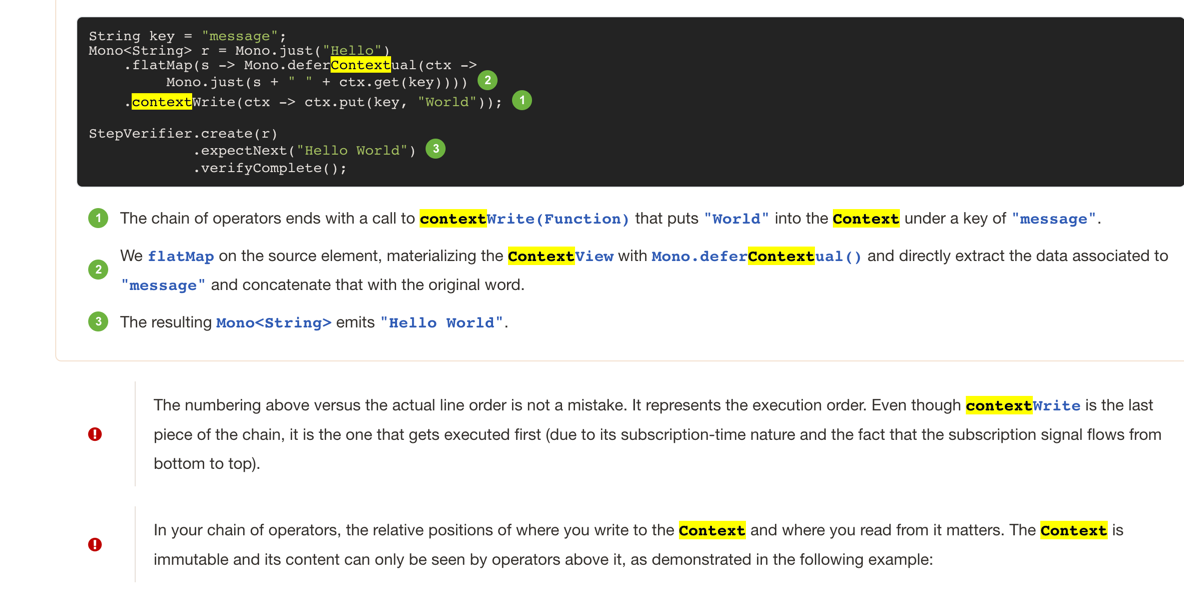 String key = "message";
Mono<String> r = Mono.just("Hello")
    .flatMap(s -> Mono.deferContextual(ctx ->
         Mono.just(s + " " + ctx.get(key)))) 2
    .contextWrite(ctx -> ctx.put(key, "World")); 1
StepVerifier.create(r)
            .expectNext("Hello World") 3
            .verifyComplete();
1 The chain of operators ends with a call to contextWrite(Function) that puts "World" into the Context under a key of "message".
We flatMap on the source element, materializing the ContextView with Mono.deferContextual() and directly extract the data associated to
2 "message" and concatenate that with the original word.
3 The resulting Mono<String> emits "Hello World".
The numbering above versus the actual line order is not a mistake. It represents the execution order. Even though contextWrite is the last
piece of the chain, it is the one that gets executed first (due to its subscription-time nature and the fact that the subscription signal flows from
bottom to top).
In your chain of operators, the relative positions of where you write to the Context and where you read from it matters. The Context is
immutable and its content can only be seen by operators above it, as demonstrated in the following example: